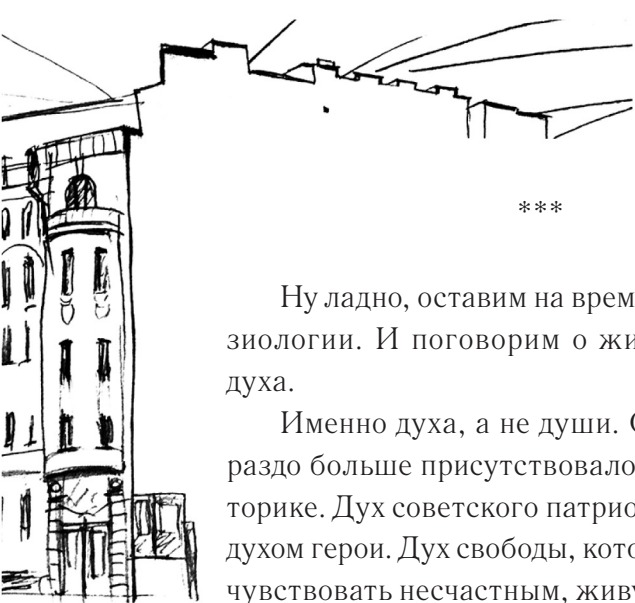 ***
Ну ладно, оставим на врем
зиологии. И поговорим о жи
духа.
Именно духа, а не души. С
раздо больше присутствовало
торике. Дух советского патрио
духом герои. Дух свободы, кото
чувствовать несчастным, живу